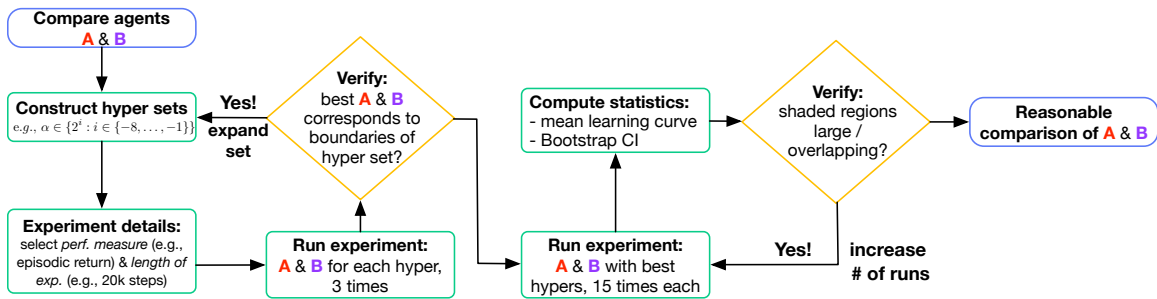 Compare agents
A & B
Construct hyper sets
e.g., α ∈ {2^i : i ∈ {−8, . . . , −1}}
Experiment details:
select perf. measure (e.g.,
episodic return) & length of
exp. (e.g., 20k steps)
Run experiment:
A & B for each hyper,
3 times
Verify:
best A & B
corresponds to
boundaries of
hyper set?
Yes!
expand
set
Run experiment:
A & B with best
hypers, 15 times each
Compute statistics:
- mean learning curve
- Bootstrap CI
Verify:
shaded regions
large /
overlapping?
Yes!
increase
# of runs
Reasonable
comparison of A & B